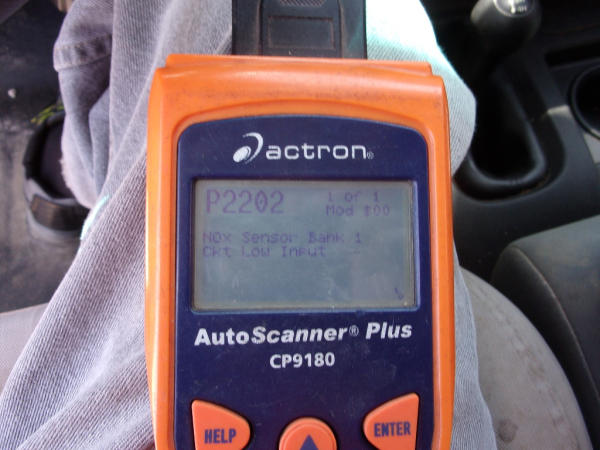 actron®
P2202 1 of 1
Mod $00
NOx Sensor Bank 1
Ckt Low Input
AutoScanner® Plus
CP9180
HELP
ENTER